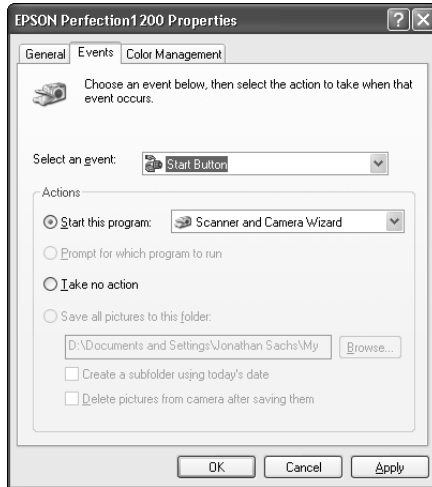 EPSON Perfection1200 Properties
General Events Color Management
Choose an event below, then select the action to take when that
event occurs.
Select an event: Start Button
Actions
Start this program: Scanner and Camera Wizard
Prompt for which program to run
Take no action
Save all pictures to this folder:
D:\Documents and Settings\Jonathan Sachs\My Browse...
Create a subfolder using today's date
Delete pictures from camera after saving them
OK Cancel Apply